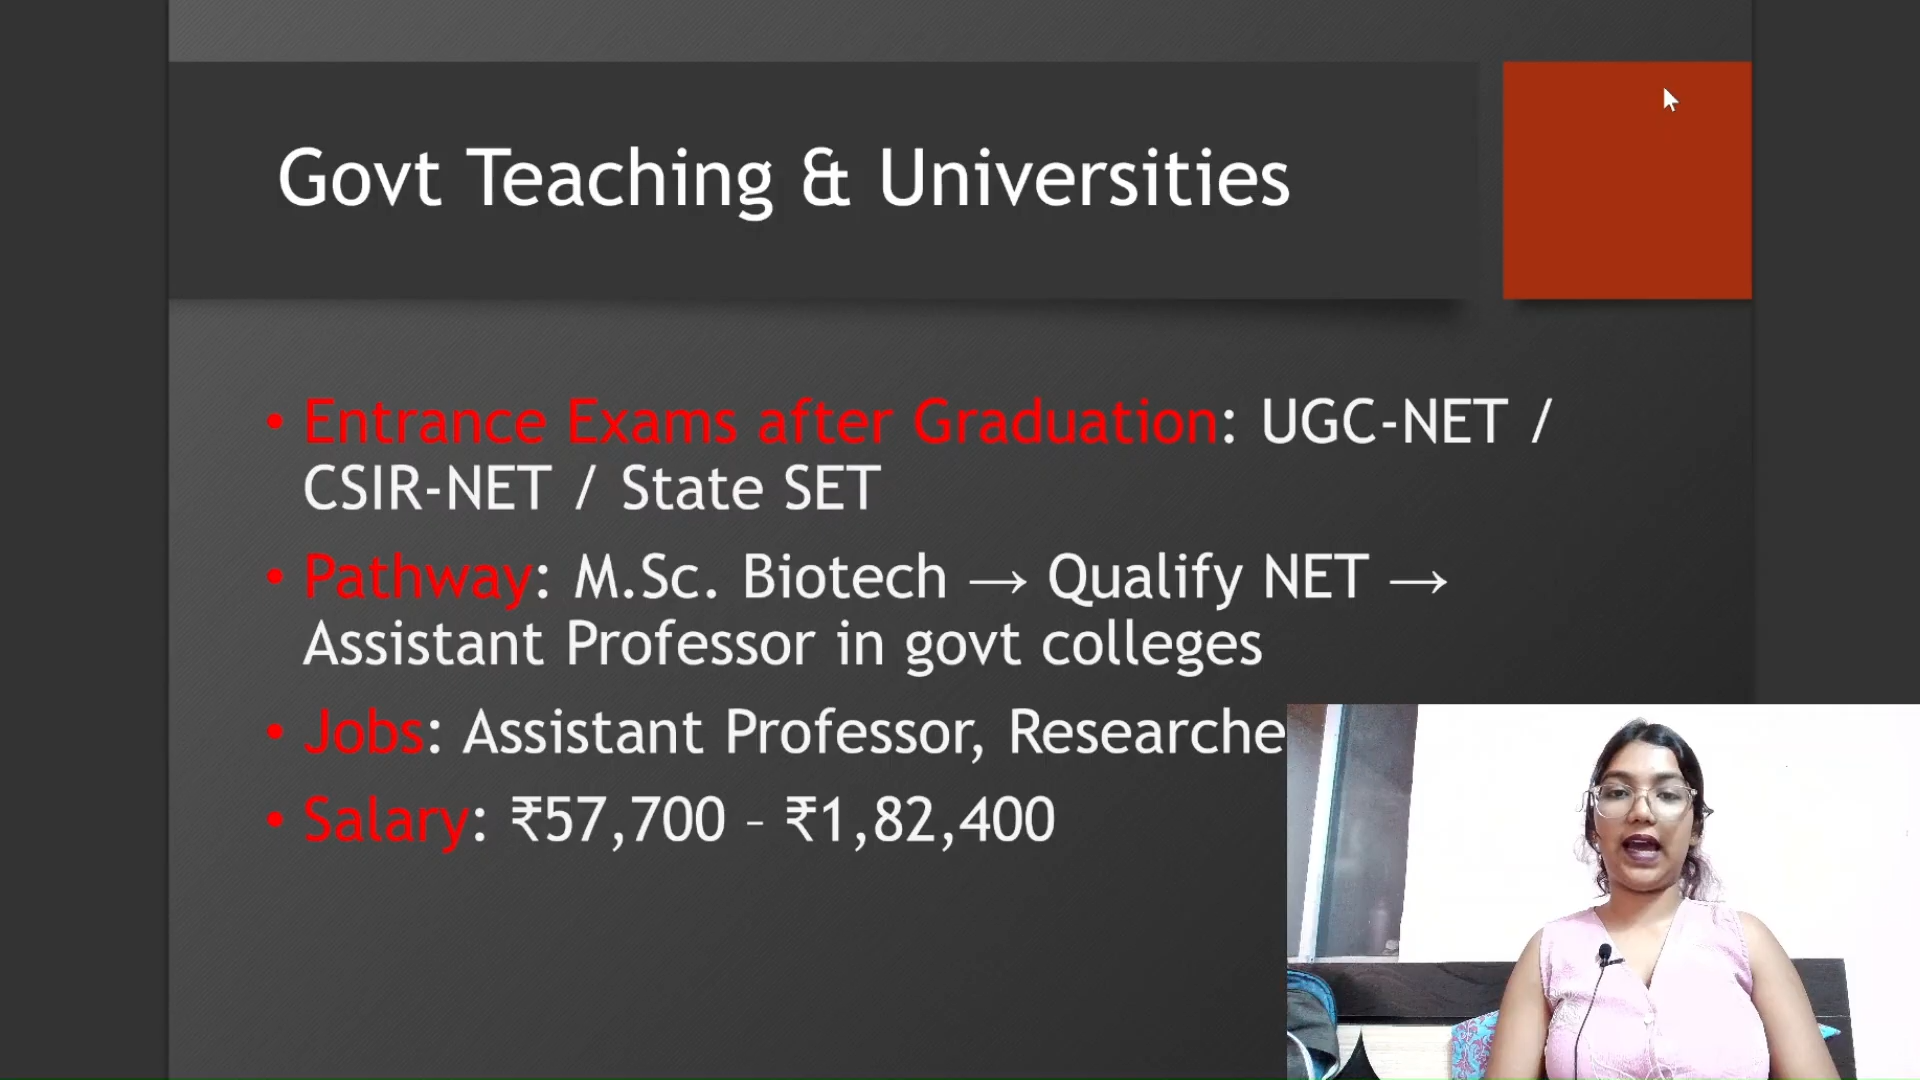 Govt Teaching & Universities
• Entrance Exams after Graduation: UGC-NET /
CSIR-NET / State SET
• Pathway: M.Sc. Biotech → Qualify NET →
Assistant Professor in govt colleges
• Jobs: Assistant Professor, Researche
• Salary: ₹57,700 – ₹1,82,400